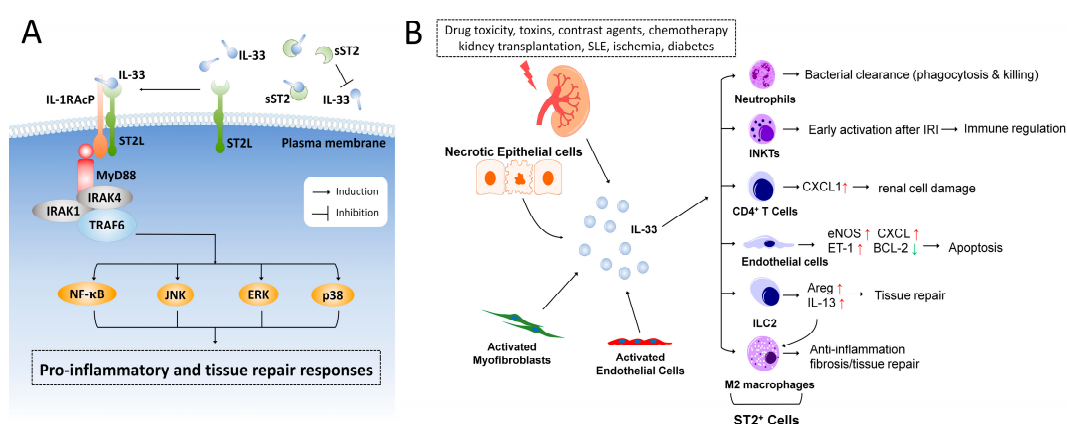 A
IL-33
sST2
IL-33
IL-1RAcP
sST2
IL-33
ST2L
ST2L
Plasma membrane
MyD88
IRAK4
IRAK1
TRAF6
Induction
Inhibition
NF-κB
JNK
ERK
p38
Pro-inflammatory and tissue repair responses
B
Drug toxicity, toxins, contrast agents, chemotherapy
kidney transplantation, SLE, ischemia, diabetes
Necrotic Epithelial cells
IL-33
Activated
Myofibroblasts
Activated
Endothelial Cells
Neutrophils
Bacterial clearance (phagocytosis & killing)
INKTs
Early activation after IRI → Immune regulation
CD4⁺ T Cells
CXCL1↑ → renal cell damage
Endothelial cells
eNOS ↑ CXCL ↑
ET-1 ↑ BCL-2 ↓ → Apoptosis
ILC2
Areg ↑
IL-13 ↑
Tissue repair
M2 macrophages
Anti-inflammation
fibrosis/tissue repair
ST2⁺ Cells